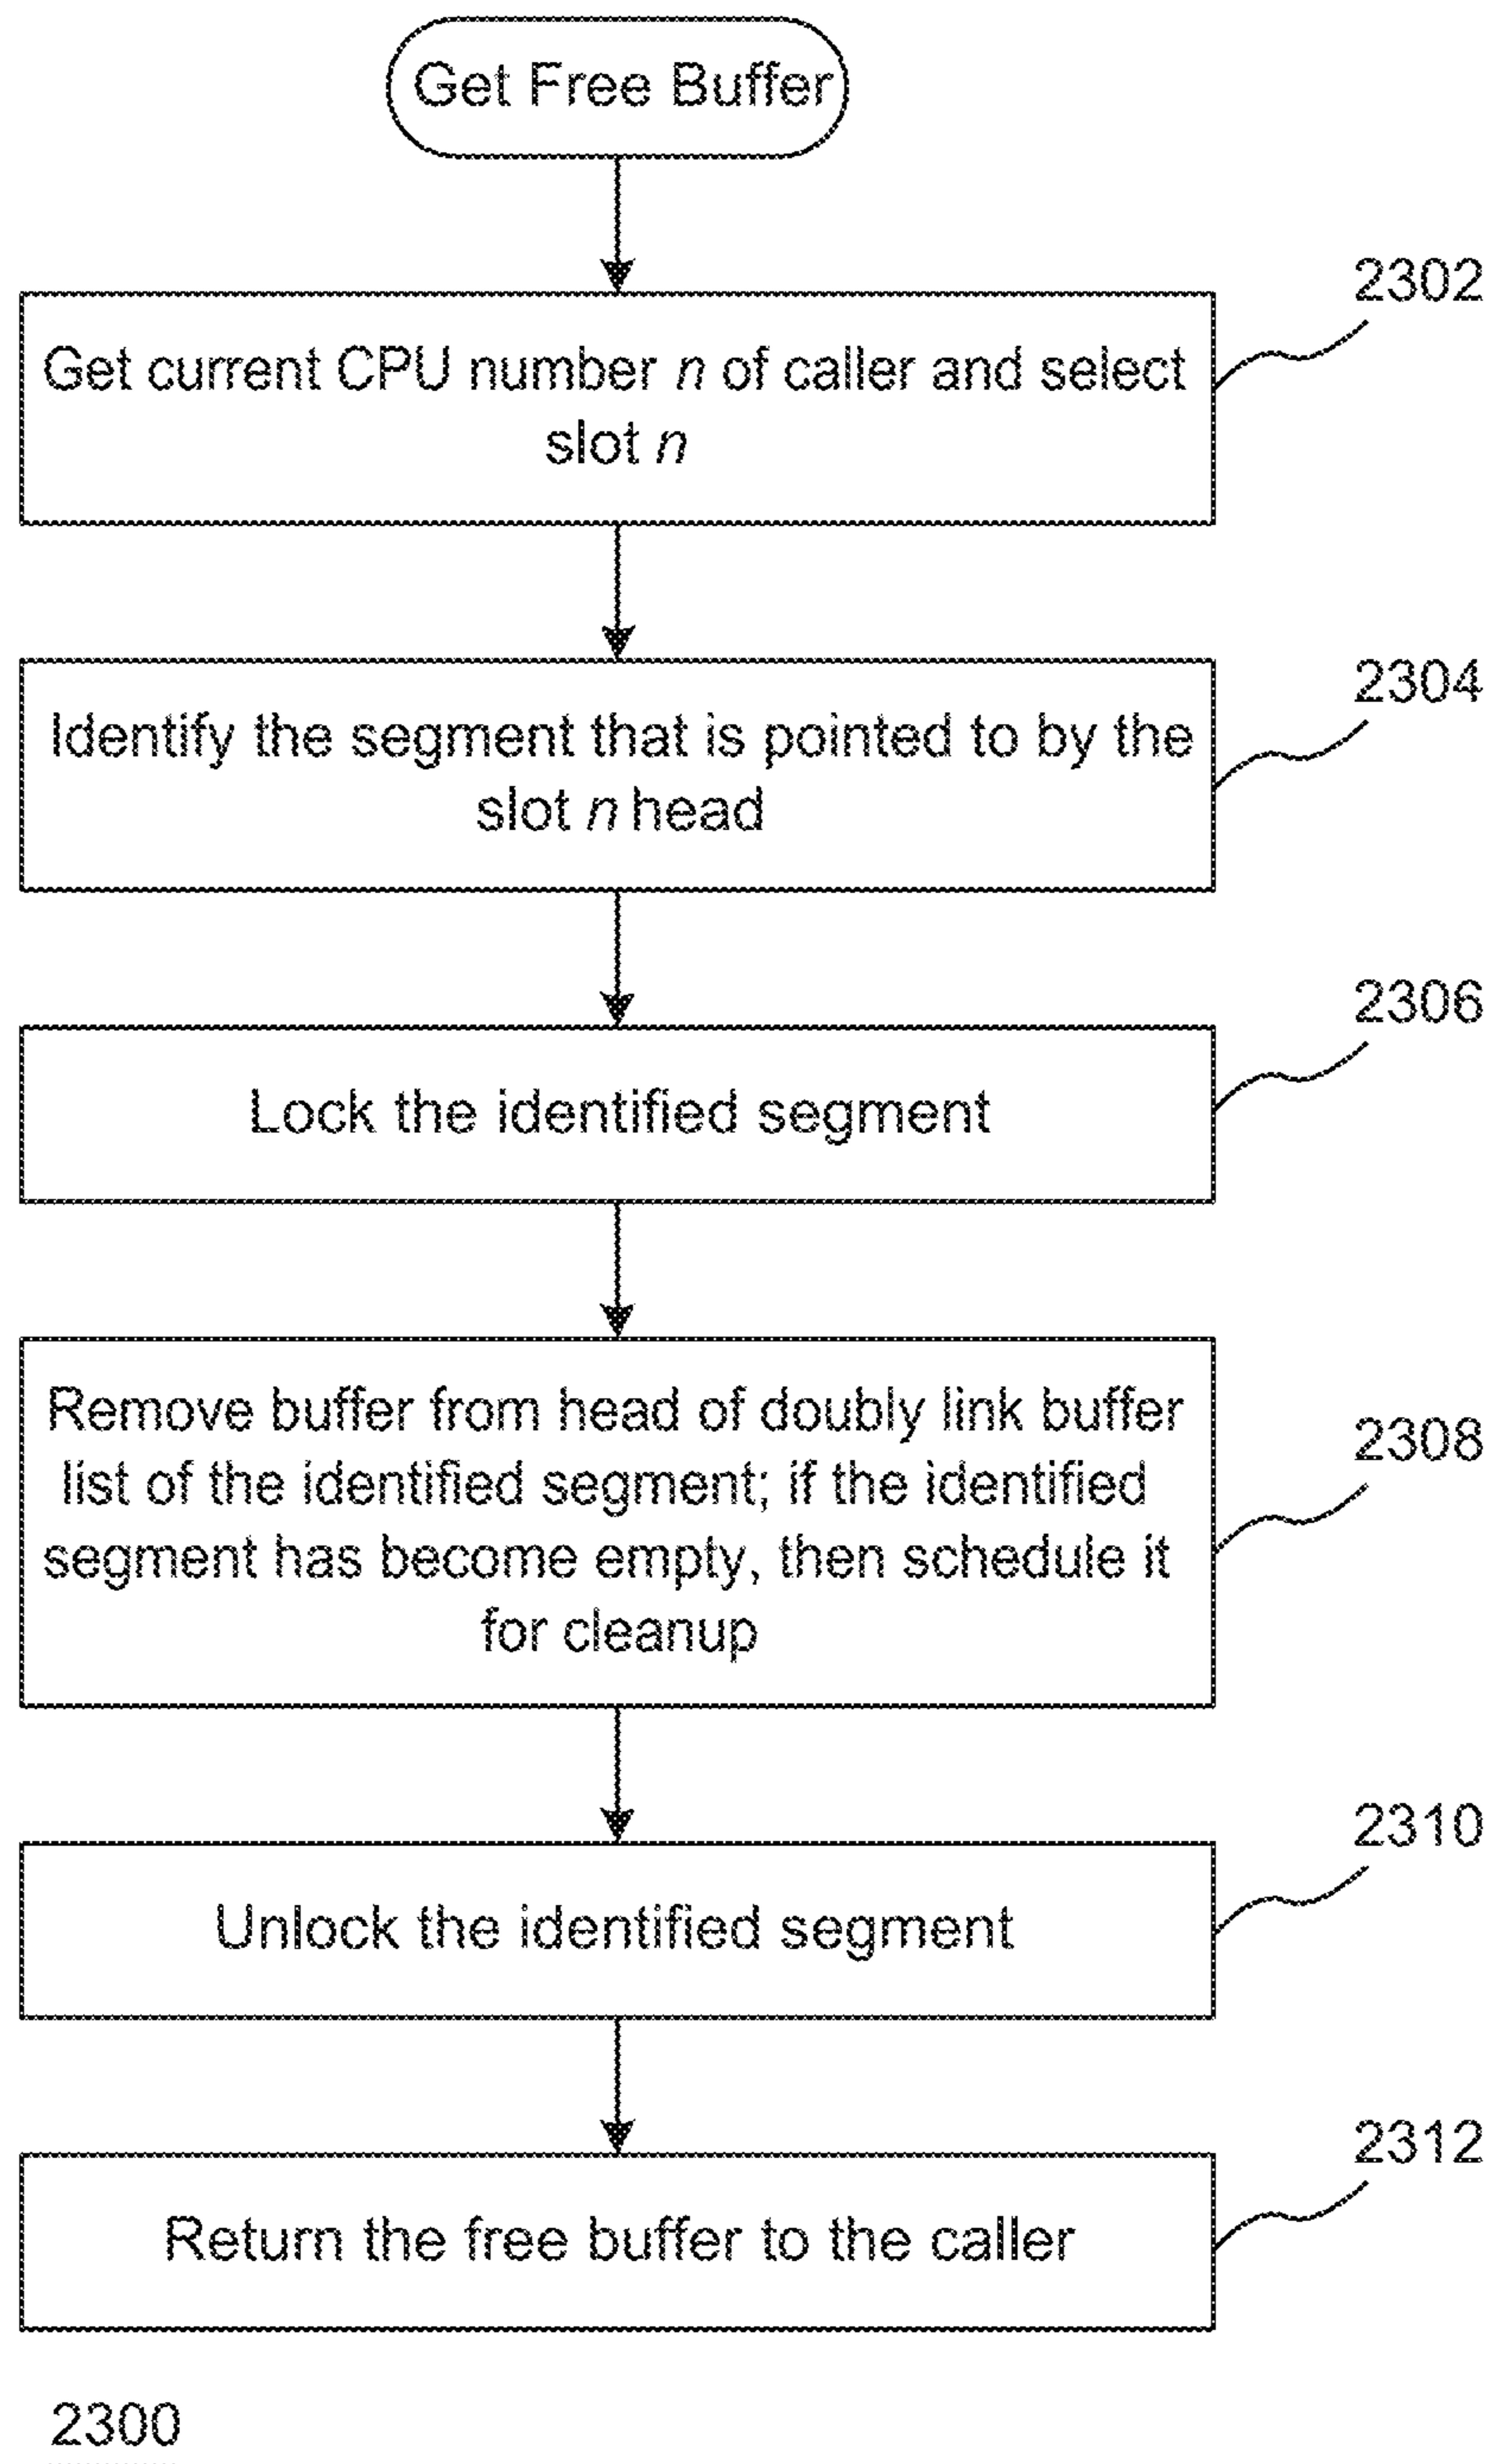 Get Free Buffer
2302
Get current CPU number n of caller and select
slot n
2304
Identify the segment that is pointed to by the
slot n head
2306
Lock the identified segment
2308
Remove buffer from head of doubly link buffer
list of the identified segment; if the identified
segment has become empty, then schedule it
for cleanup
2310
Unlock the identified segment
2312
Return the free buffer to the caller
2300